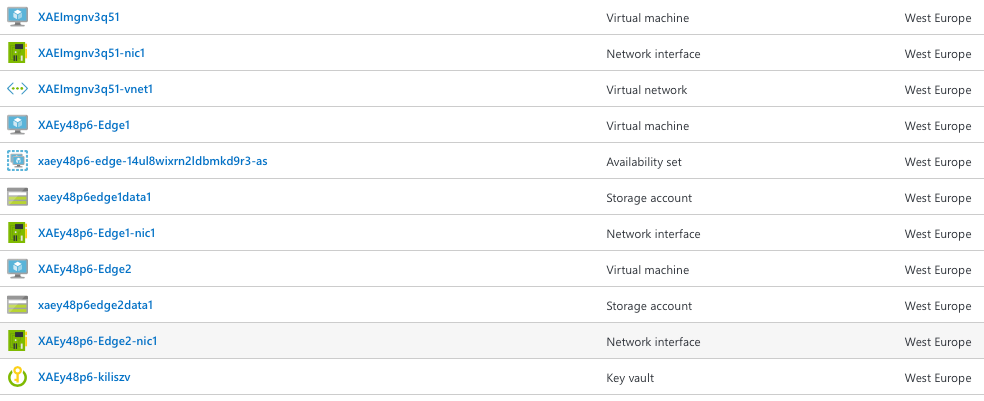 XAEImgnv3q51 Virtual machine West Europe
XAEImgnv3q51-nic1 Network interface West Europe
XAEImgnv3q51-vnet1 Virtual network West Europe
XAEy48p6-Edge1 Virtual machine West Europe
xaey48p6-edge-14ul8wixrn2ldbmkd9r3-as Availability set West Europe
xaey48p6edge1data1 Storage account West Europe
XAEy48p6-Edge1-nic1 Network interface West Europe
XAEy48p6-Edge2 Virtual machine West Europe
xaey48p6edge2data1 Storage account West Europe
XAEy48p6-Edge2-nic1 Network interface West Europe
XAEy48p6-kiliszv Key vault West Europe